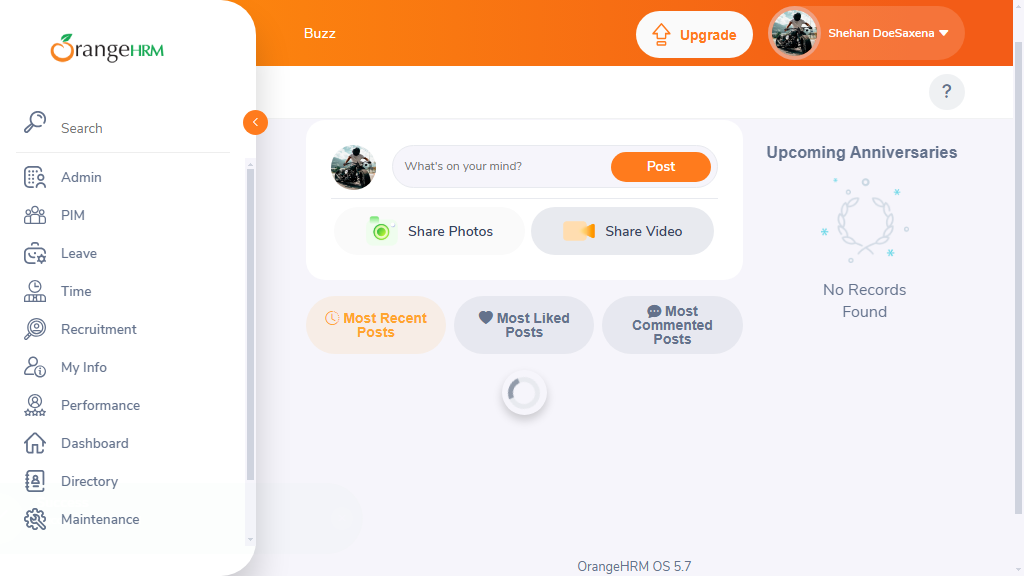 OrangeHRM
Search
Admin
PIM
Leave
Time
Recruitment
My Info
Performance
Dashboard
Directory
Maintenance
Buzz
Upgrade
Shehan DoeSaxena
?
What's on your mind?
Post
Share Photos
Share Video
Most Recent
Posts
Most Liked
Posts
Most
Commented
Posts
Upcoming Anniversaries
No Records
Found
OrangeHRM OS 5.7